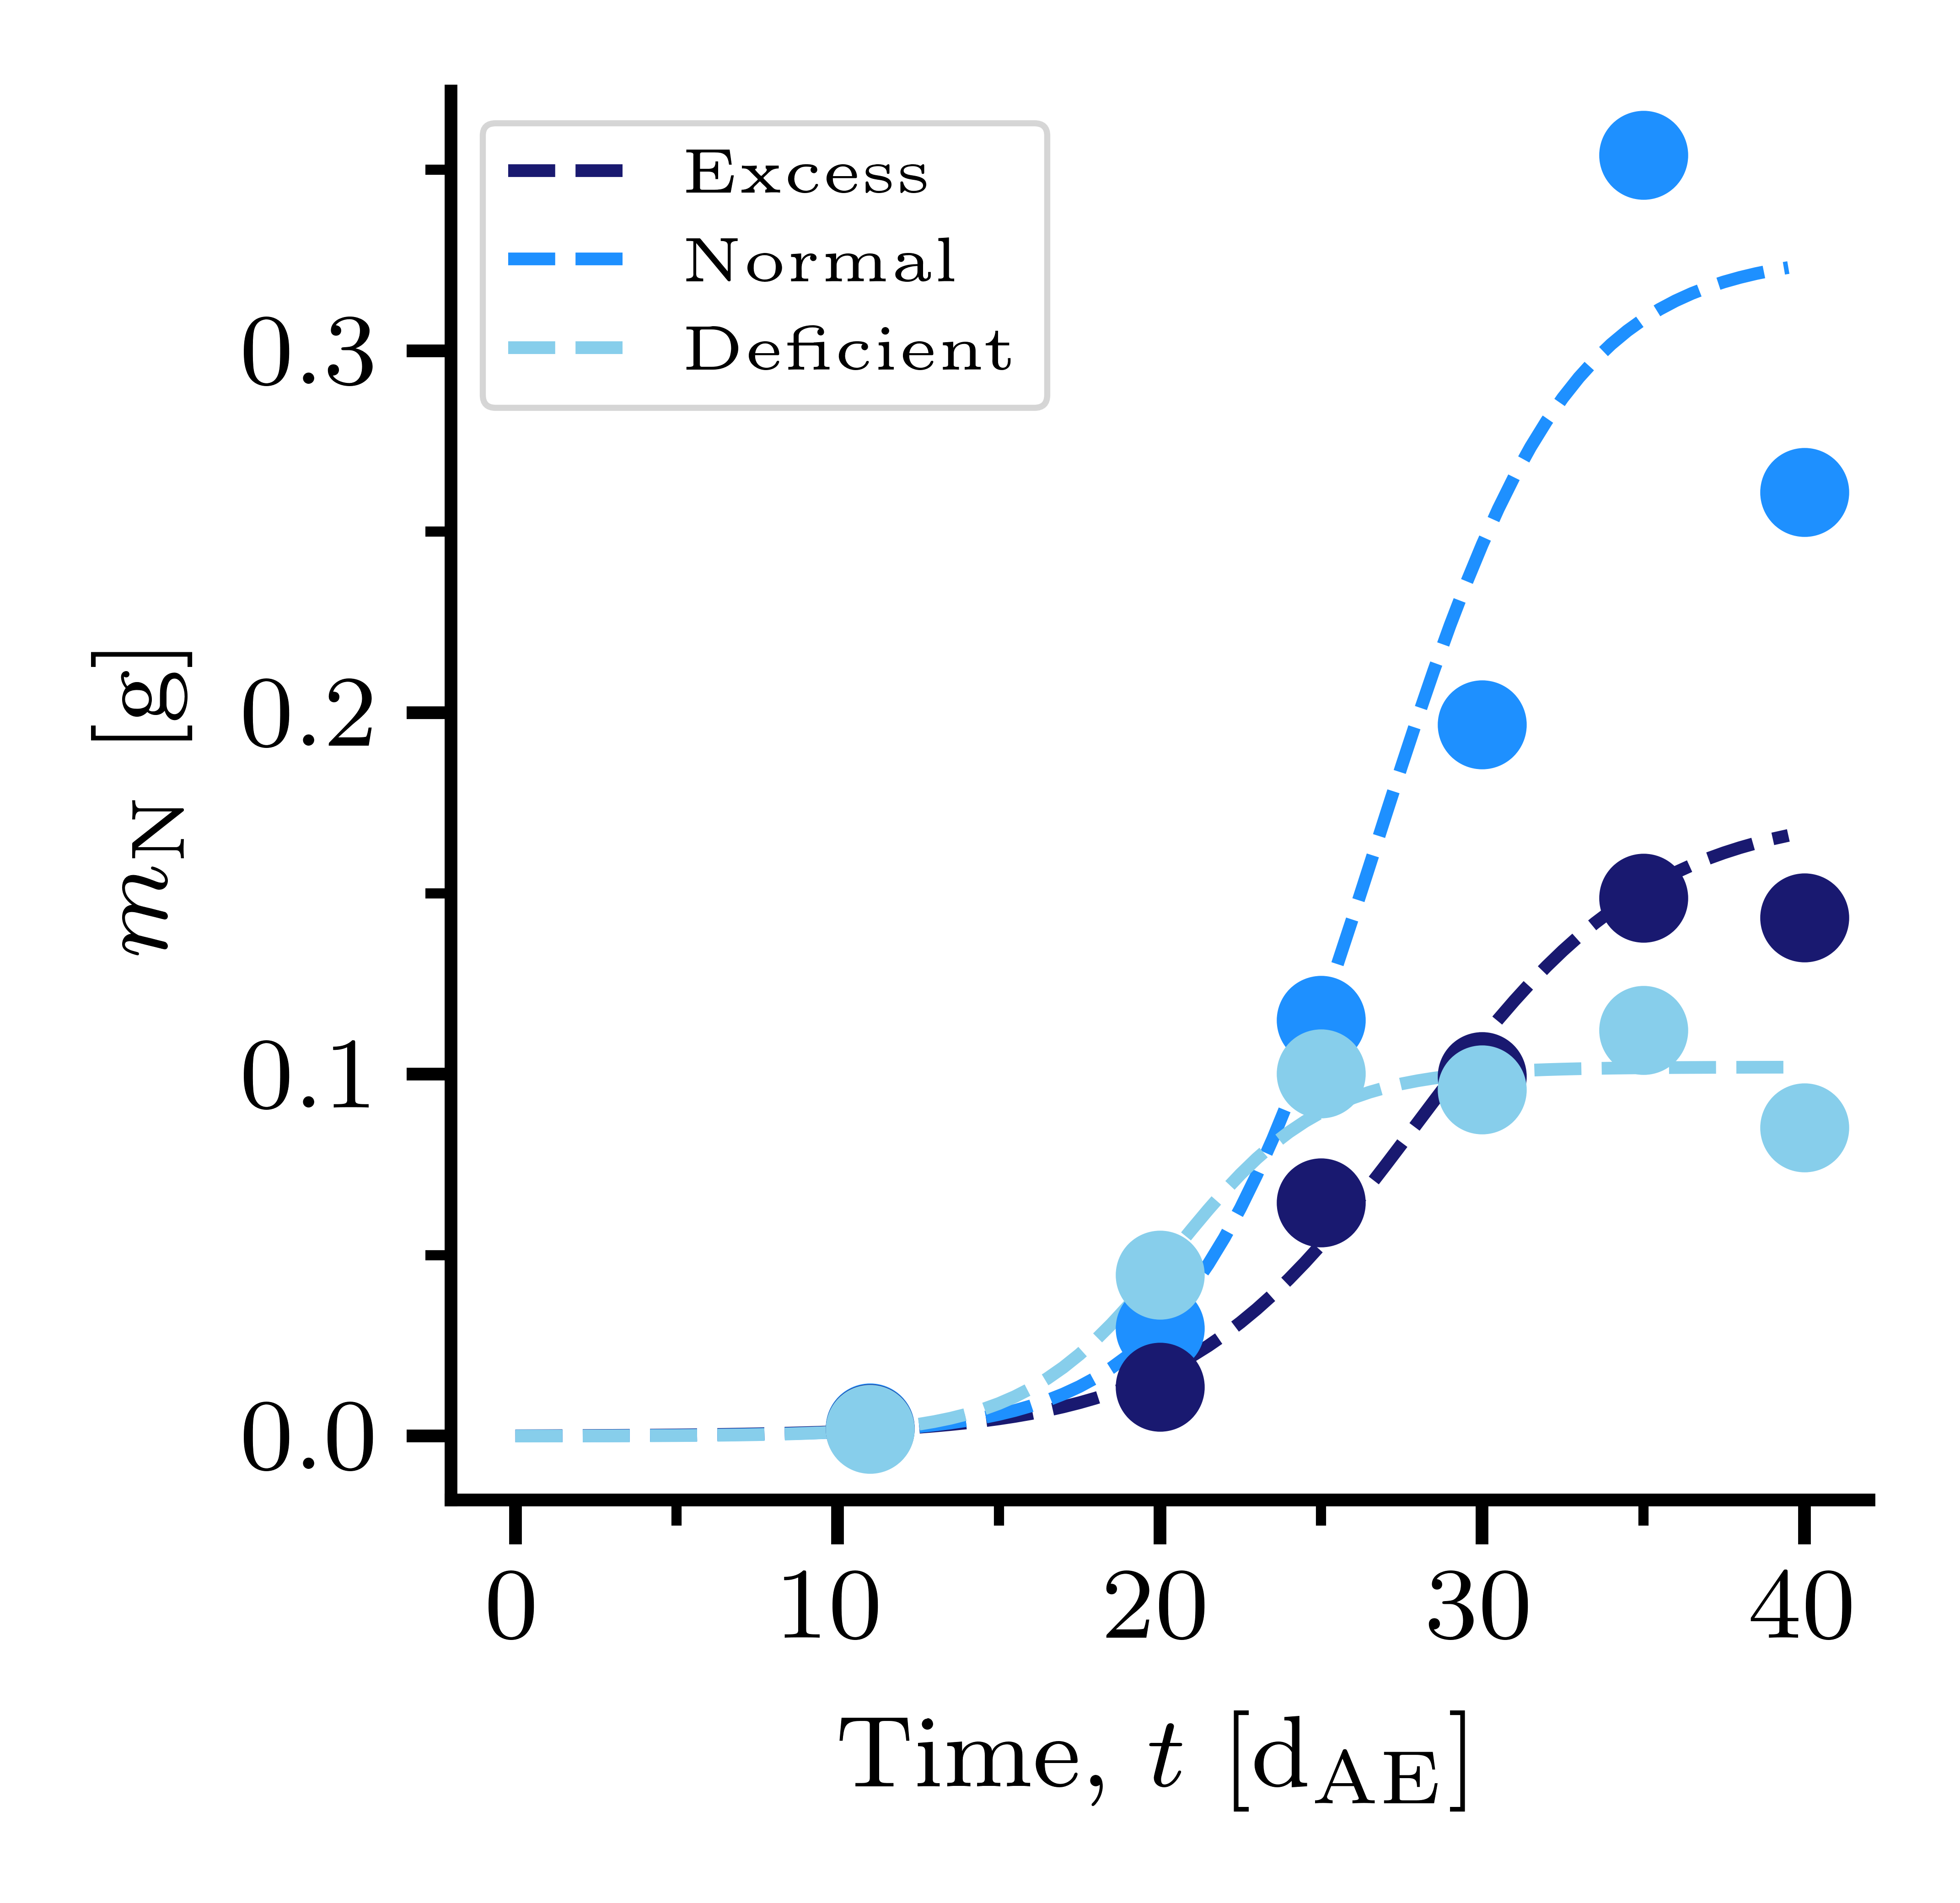 Excess
Normal
Deficient
0.3
0.2
0.1
0.0
m_N [g]
0 10 20 30 40
Time, t [d_AE]